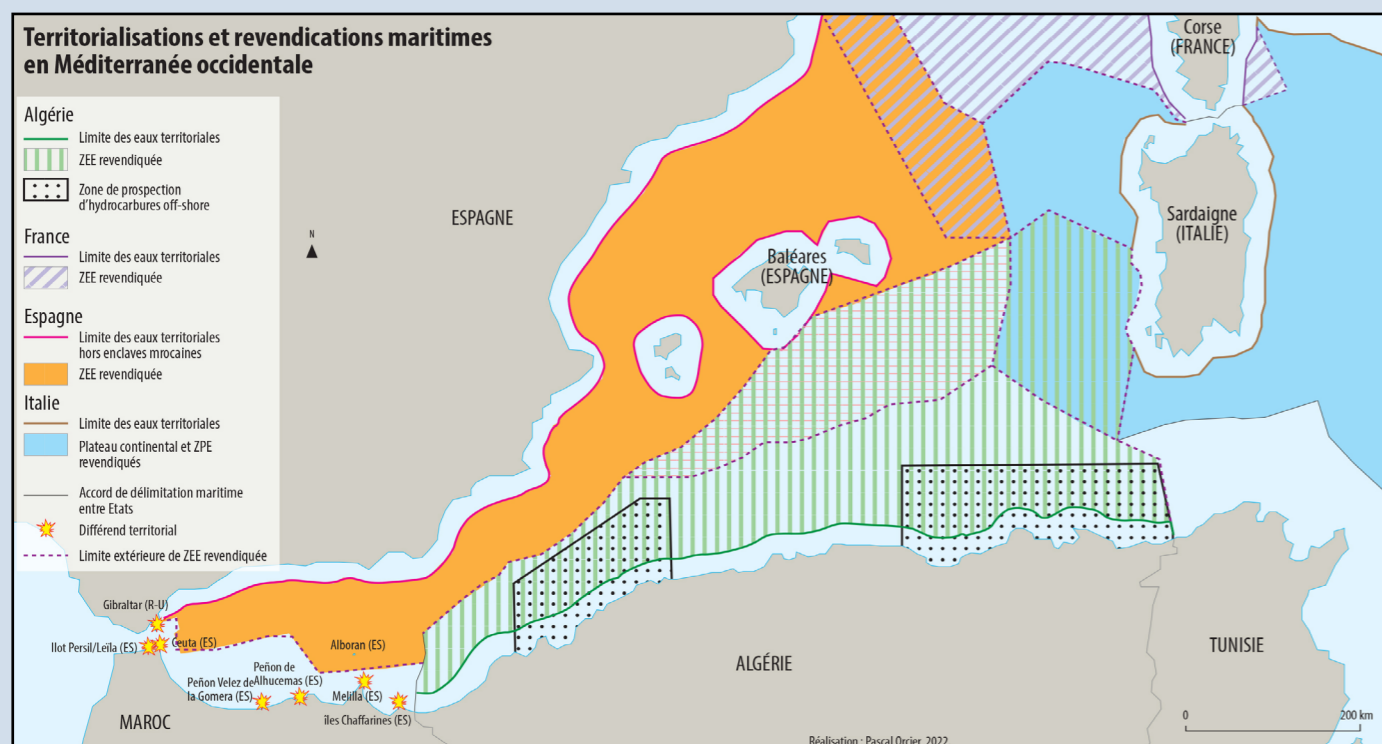 Territorialisations et revendications maritimes
en Méditerranée occidentale
Algérie
Limite des eaux territoriales
ZEE revendiquée
Zone de prospection
d'hydrocarbures off-shore
France
Limite des eaux territoriales
ZEE revendiquée
Espagne
Limite des eaux territoriales
hors enclaves mrocaines
ZEE revendiquée
Italie
Limite des eaux territoriales
Plateau continental et ZPE
revendiqués
Accord de délimitation maritime
entre Etats
Différend territorial
Limite extérieure de ZEE revendiquée
N
Corse
(FRANCE)
ESPAGNE
Sardaigne
(ITALIE)
Baléares
(ESPAGNE)
Gibraltar (R-U)
Ilot Persil/Leïla (ES)
Ceuta (ES)
Alboran (ES)
Peñon de
Alhucemas (ES)
Peñon Velez de
la Gomera (ES)
Melilla (ES)
îles Chaffarines (ES)
MAROC
ALGÉRIE
TUNISIE
0
200 km
Réalisation : Pascal Orcier, 2022